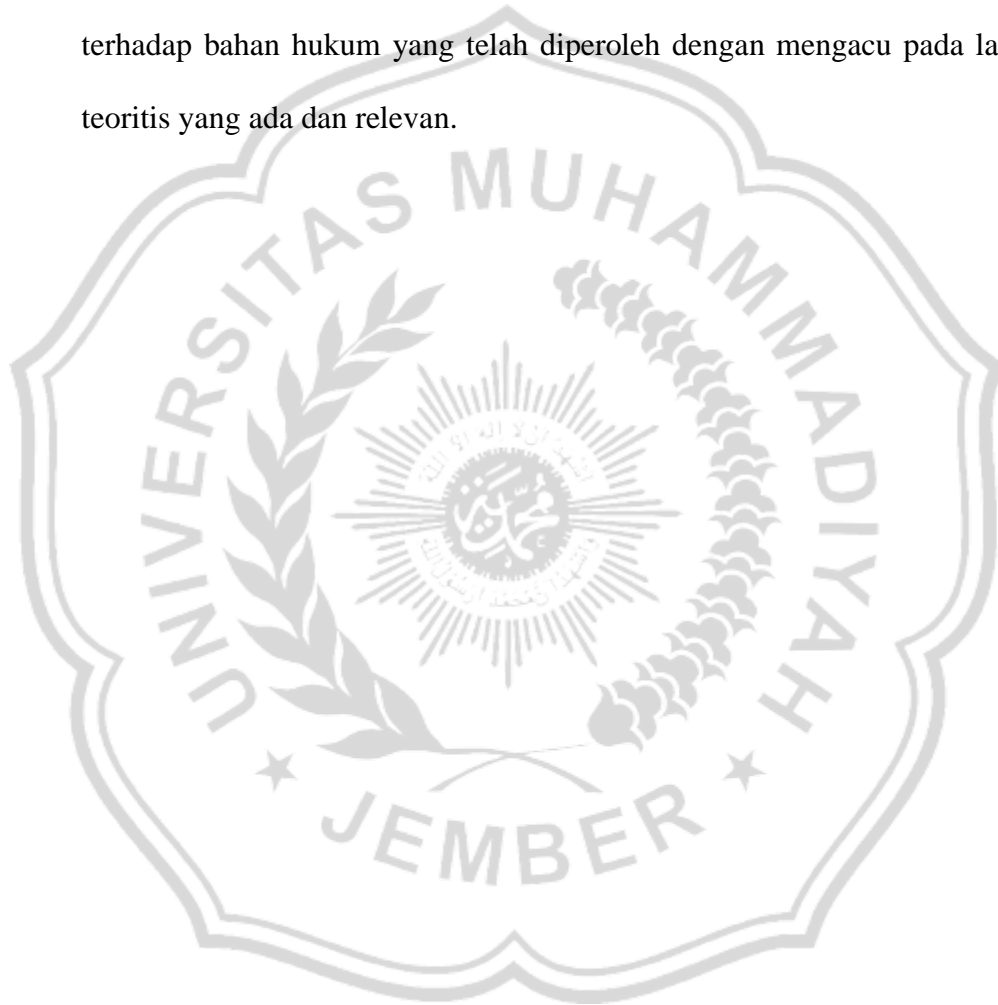 terhadap bahan hukum yang telah diperoleh dengan mengacu pada la
teoritis yang ada dan relevan.
UNIVERSITAS MUHAMMADIYAH
★ JEMBER ★